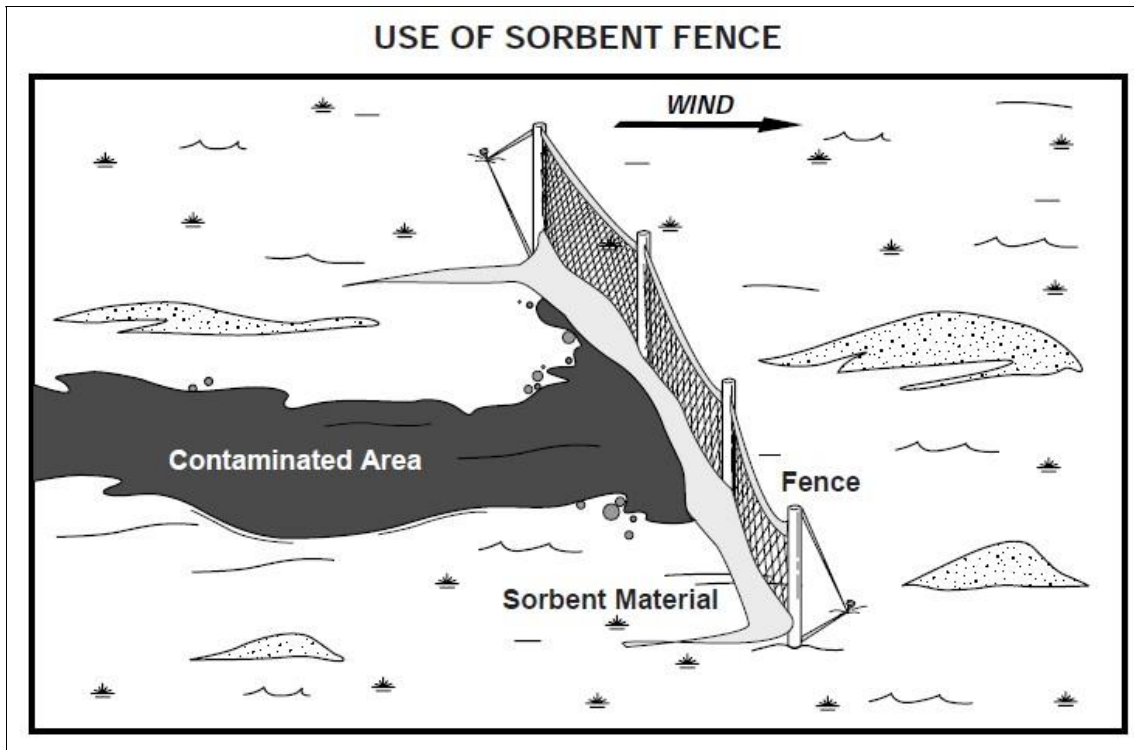 USE OF SORBENT FENCE
WIND
Contaminated Area
Fence
Sorbent Material